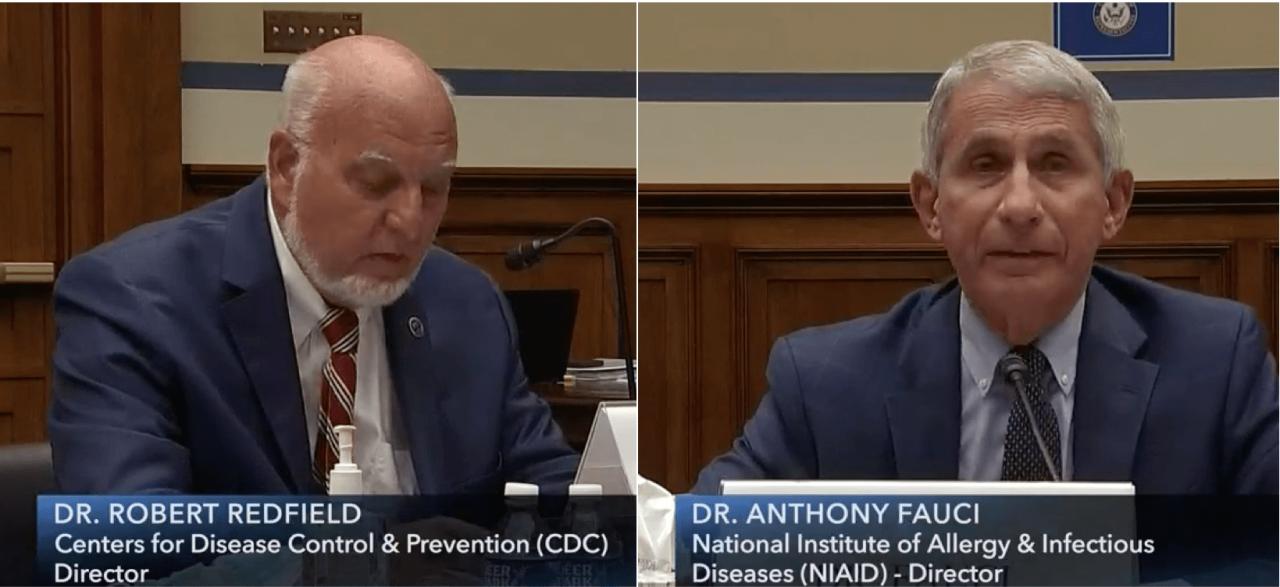 DR. ROBERT REDFIELD
Centers for Disease Control & Prevention (CDC)
Director
DR. ANTHONY FAUCI
National Institute of Allergy & Infectious
Diseases (NIAID) - Director